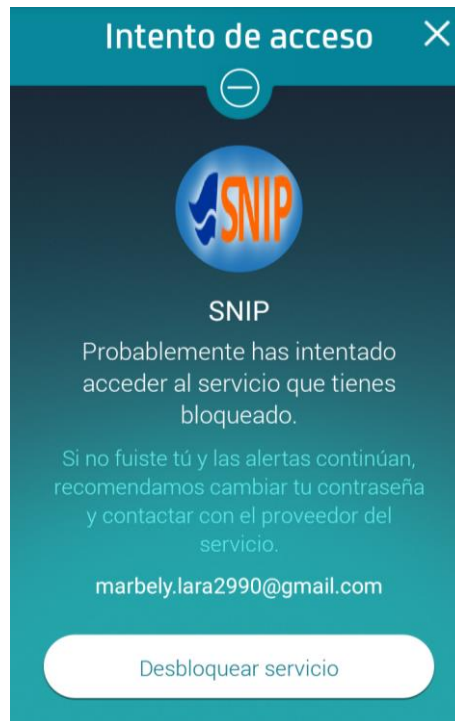 Intento de acceso
SNIP
SNIP
Probablemente has intentado
acceder al servicio que tienes
bloqueado.
Si no fuiste tú y las alertas continúan,
recomendamos cambiar tu contraseña
y contactar con el proveedor del
servicio.
marbely.lara2990@gmail.com
Desbloquear servicio